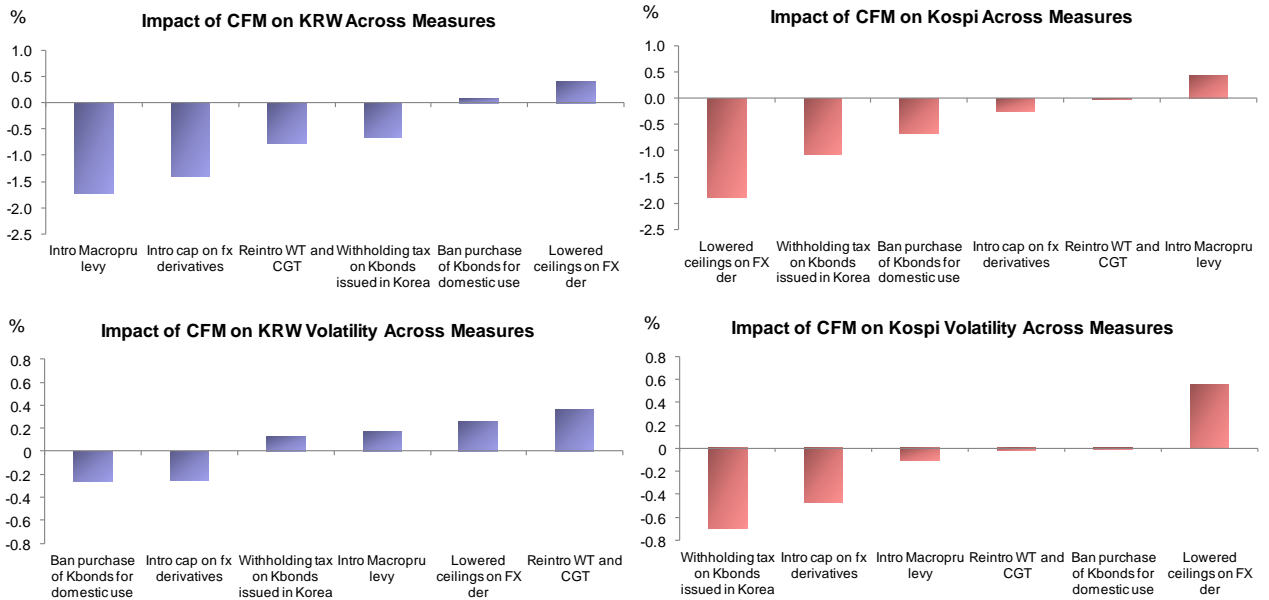 %
Impact of CFM on KRW Across Measures
1.0
0.5
0.0
-0.5
-1.0
-1.5
-2.0
-2.5
Intro Macropru levy
Intro cap on fx derivatives
Reintro WT and CGT
Withholding tax on Kbonds issued in Korea
Ban purchase of Kbonds for domestic use
Lowered ceilings on FX der
%
Impact of CFM on Kospi Across Measures
1.0
0.5
0.0
-0.5
-1.0
-1.5
-2.0
-2.5
Lowered ceilings on FX der
Withholding tax on Kbonds issued in Korea
Ban purchase of Kbonds for domestic use
Intro cap on fx derivatives
Reintro WT and CGT
Intro Macropru levy
%
Impact of CFM on KRW Volatility Across Measures
0.8
0.6
0.4
0.2
0
-0.2
-0.4
-0.6
-0.8
Ban purchase of Kbonds for domestic use
Intro cap on fx derivatives
Withholding tax on Kbonds issued in Korea
Intro Macropru levy
Lowered ceilings on FX der
Reintro WT and CGT
%
Impact of CFM on Kospi Volatility Across Measures
0.8
0.6
0.4
0.2
0
-0.2
-0.4
-0.6
-0.8
Withholding tax on Kbonds issued in Korea
Intro cap on fx derivatives
Intro Macropru levy
Reintro WT and CGT
Ban purchase of Kbonds for domestic use
Lowered ceilings on FX der